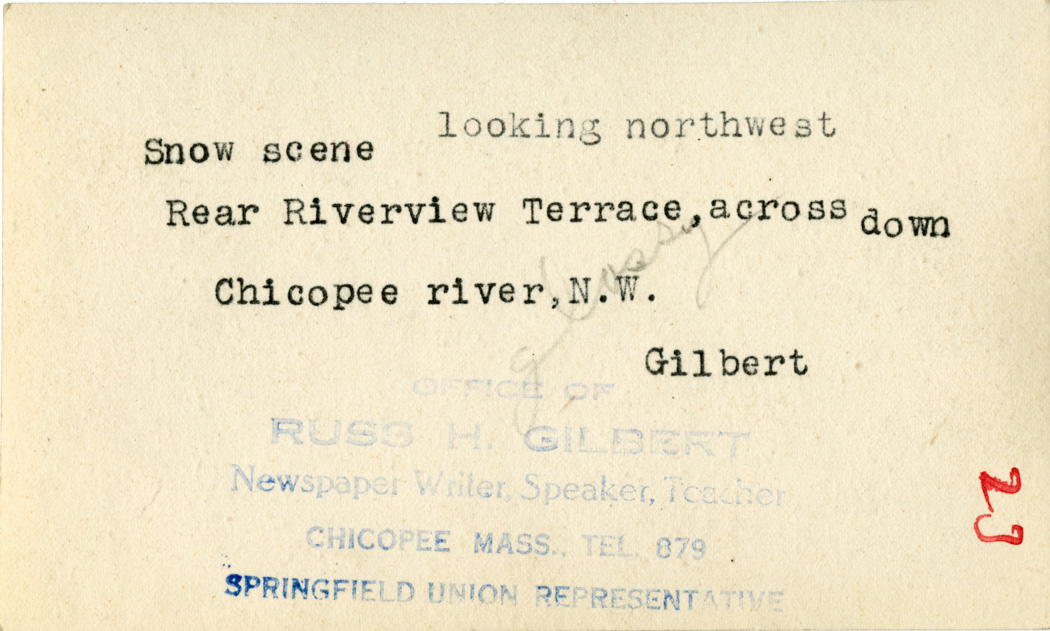 looking northwest
Snow scene
Rear Riverview Terrace,across down
Chicopee river,N.W.
glossy
Gilbert
OFFICE OF
RUSS H. GILBERT
Newspaper Writer, Speaker, Teacher
CHICOPEE MASS., TEL. 879
SPRINGFIELD UNION REPRESENTATIVE